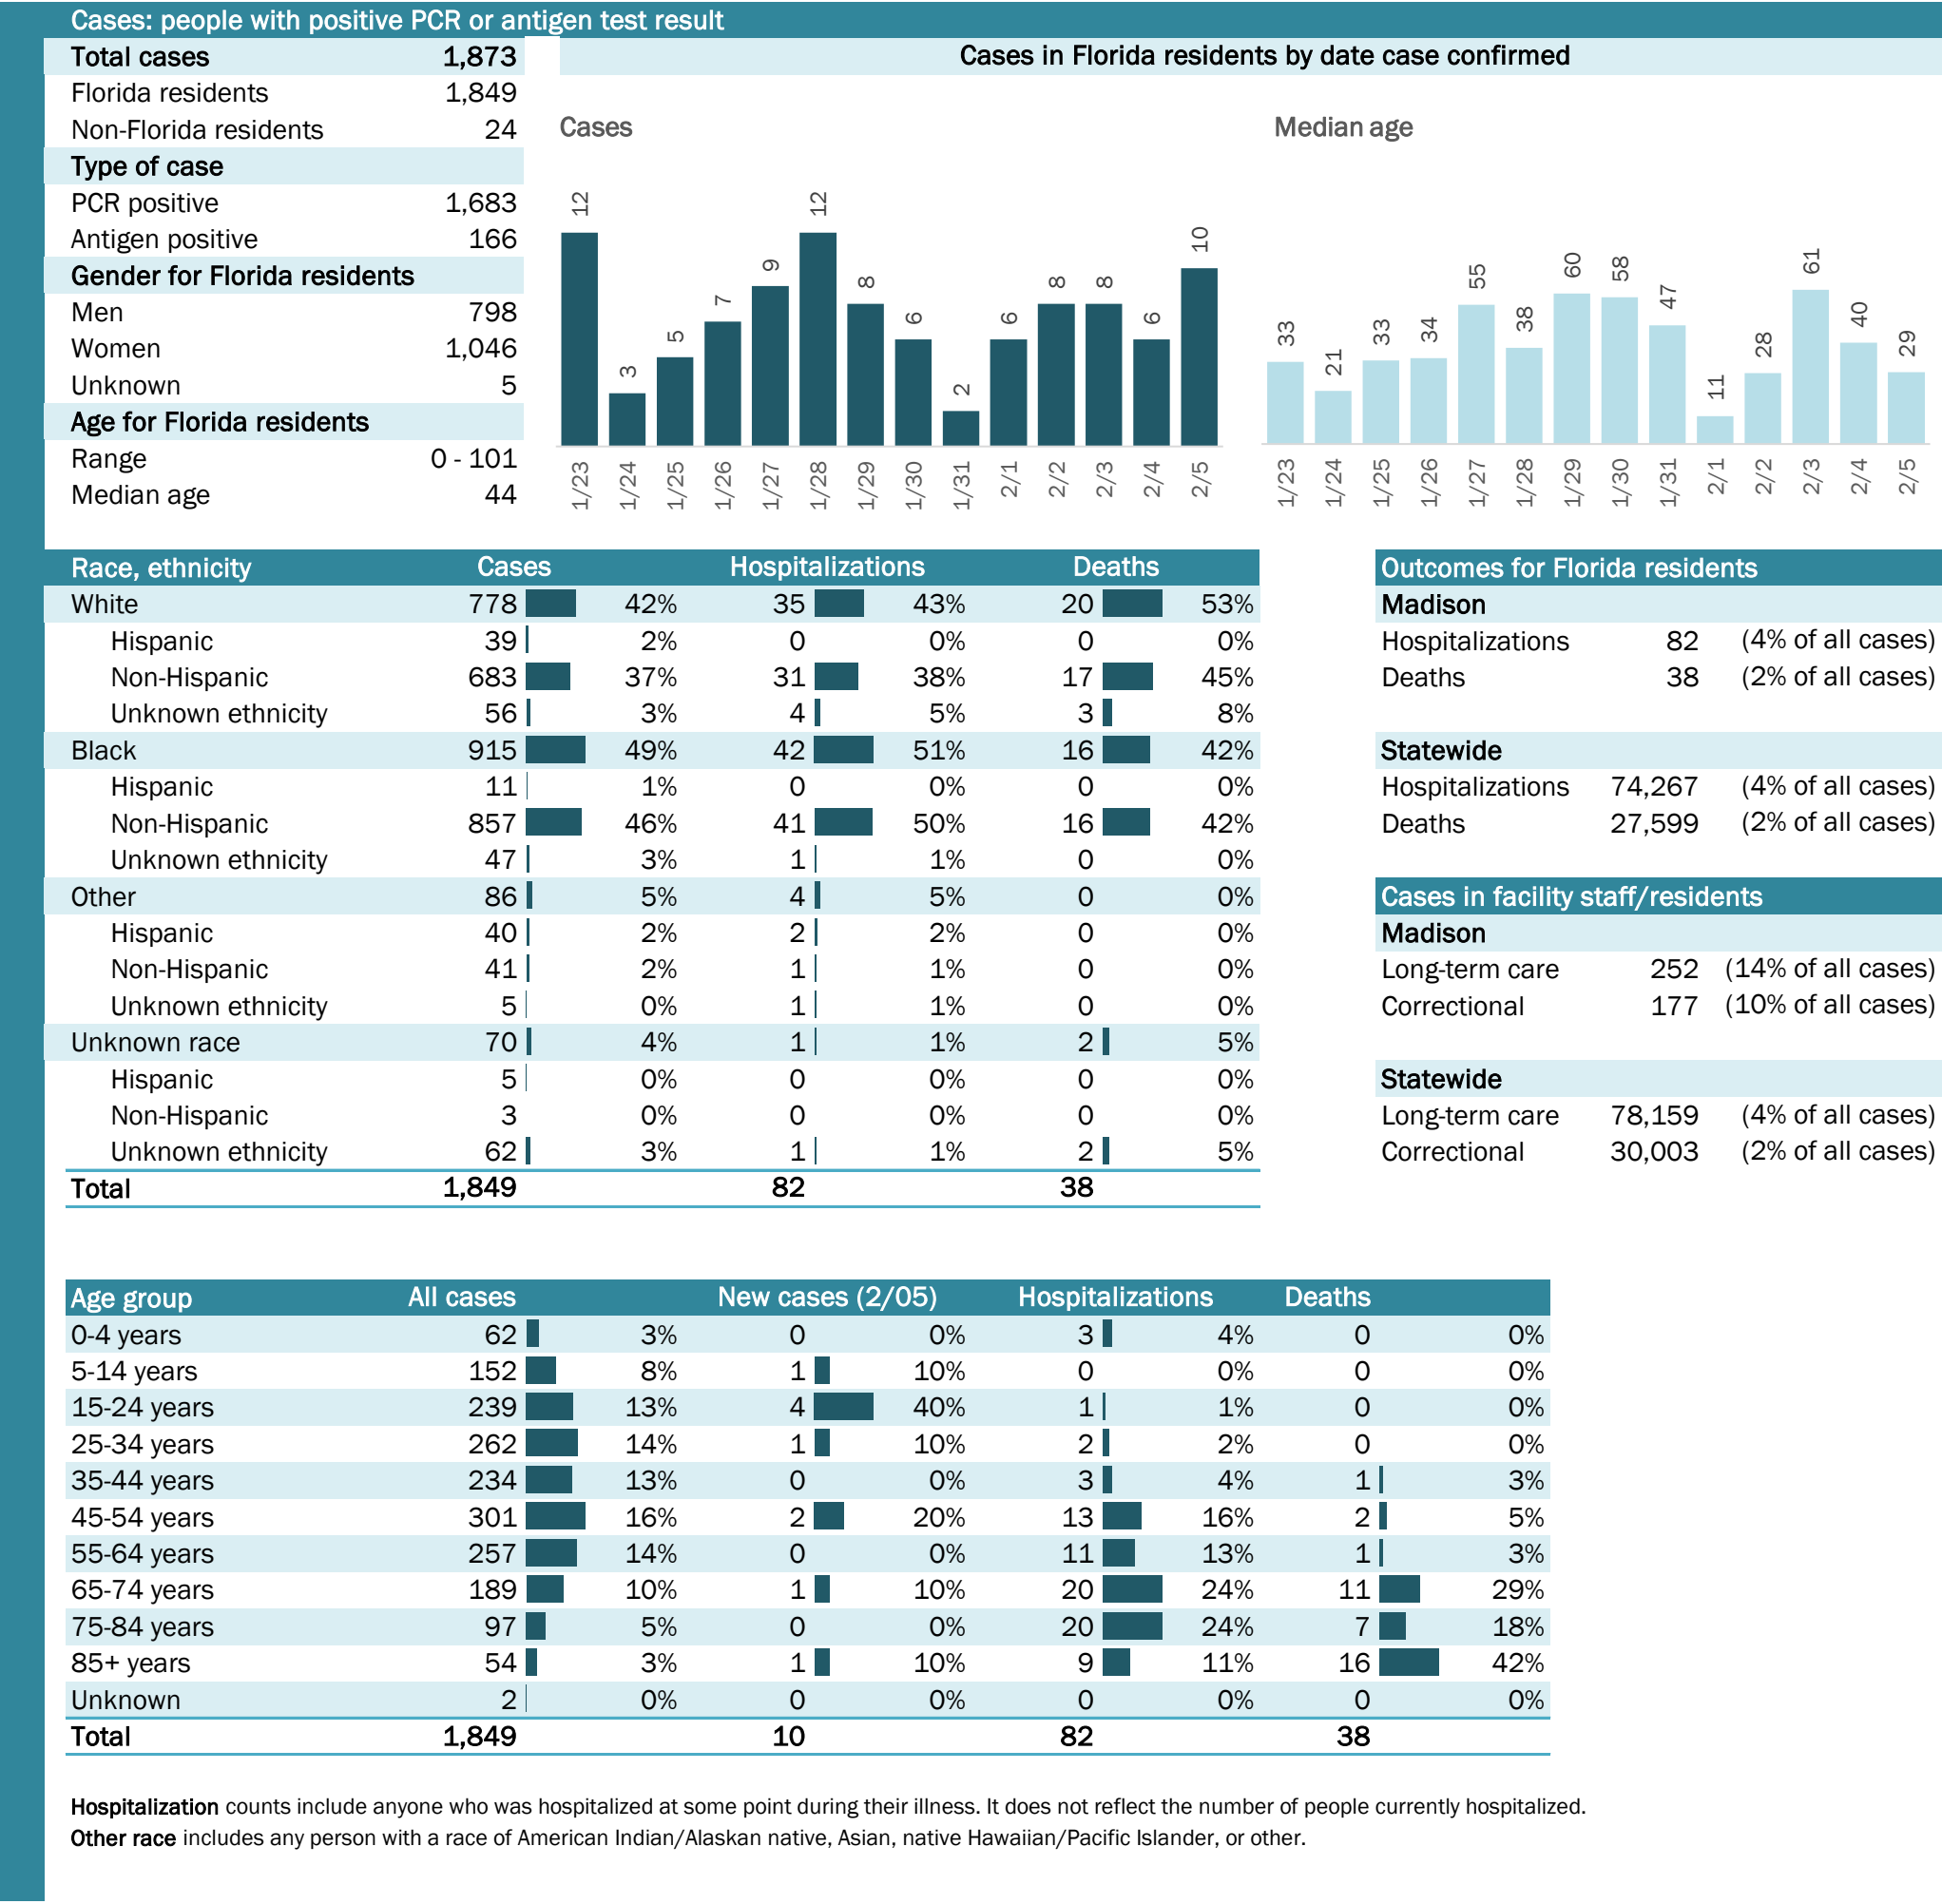 Cases: people with positive PCR or antigen test result
Total cases 1,873
Florida residents 1,849
Non-Florida residents 24
Type of case
PCR positive 1,683
Antigen positive 166
Gender for Florida residents
Men 798
Women 1,046
Unknown 5
Age for Florida residents
Range 0 - 101
Median age 44
Cases in Florida residents by date case confirmed
Cases
12 3 5 7 9 12 8 6 2 6 8 8 6 10
1/23 1/24 1/25 1/26 1/27 1/28 1/29 1/30 1/31 2/1 2/2 2/3 2/4 2/5
Median age
33 21 33 34 55 38 60 58 47 11 28 61 40 29
1/23 1/24 1/25 1/26 1/27 1/28 1/29 1/30 1/31 2/1 2/2 2/3 2/4 2/5
Race, ethnicity Cases Hospitalizations Deaths
White 778 42% 35 43% 20 53%
Hispanic 39 2% 0 0% 0 0%
Non-Hispanic 683 37% 31 38% 17 45%
Unknown ethnicity 56 3% 4 5% 3 8%
Black 915 49% 42 51% 16 42%
Hispanic 11 1% 0 0% 0 0%
Non-Hispanic 857 46% 41 50% 16 42%
Unknown ethnicity 47 3% 1 1% 0 0%
Other 86 5% 4 5% 0 0%
Hispanic 40 2% 2 2% 0 0%
Non-Hispanic 41 2% 1 1% 0 0%
Unknown ethnicity 5 0% 1 1% 0 0%
Unknown race 70 4% 1 1% 2 5%
Hispanic 5 0% 0 0% 0 0%
Non-Hispanic 3 0% 0 0% 0 0%
Unknown ethnicity 62 3% 1 1% 2 5%
Total 1,849 82 38
Outcomes for Florida residents
Madison
Hospitalizations 82 (4% of all cases)
Deaths 38 (2% of all cases)
Statewide
Hospitalizations 74,267 (4% of all cases)
Deaths 27,599 (2% of all cases)
Cases in facility staff/residents
Madison
Long-term care 252 (14% of all cases)
Correctional 177 (10% of all cases)
Statewide
Long-term care 78,159 (4% of all cases)
Correctional 30,003 (2% of all cases)
Age group All cases New cases (2/05) Hospitalizations Deaths
0-4 years 62 3% 0 0% 3 4% 0 0%
5-14 years 152 8% 1 10% 0 0% 0 0%
15-24 years 239 13% 4 40% 1 1% 0 0%
25-34 years 262 14% 1 10% 2 2% 0 0%
35-44 years 234 13% 0 0% 3 4% 1 3%
45-54 years 301 16% 2 20% 13 16% 2 5%
55-64 years 257 14% 0 0% 11 13% 1 3%
65-74 years 189 10% 1 10% 20 24% 11 29%
75-84 years 97 5% 0 0% 20 24% 7 18%
85+ years 54 3% 1 10% 9 11% 16 42%
Unknown 2 0% 0 0% 0 0% 0 0%
Total 1,849 10 82 38
Hospitalization counts include anyone who was hospitalized at some point during their illness. It does not reflect the number of people currently hospitalized.
Other race includes any person with a race of American Indian/Alaskan native, Asian, native Hawaiian/Pacific Islander, or other.